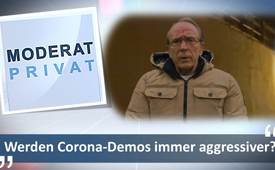 MODERAT
PRIVAT
„
Werden Corona-Demos immer aggressiver?
“